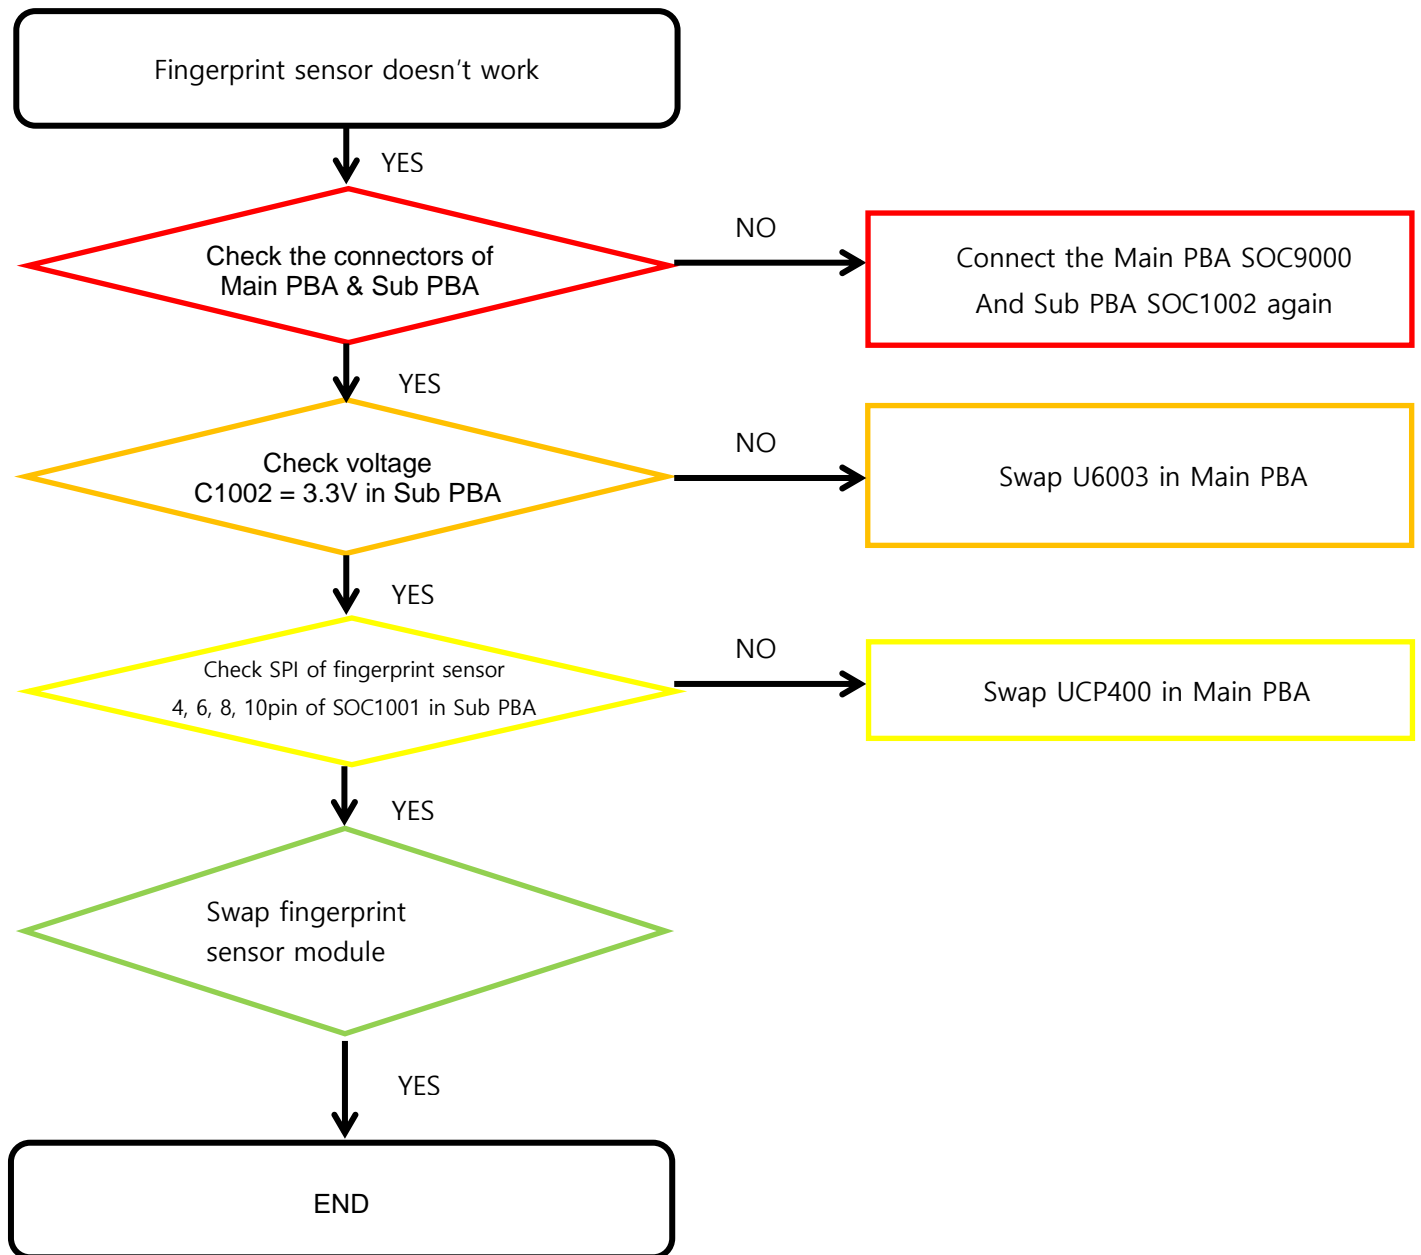 Fingerprint sensor doesn’t work
YES
Check the connectors of
Main PBA & Sub PBA
NO
Connect the Main PBA SOC9000
And Sub PBA SOC1002 again
YES
Check voltage
C1002 = 3.3V in Sub PBA
NO
Swap U6003 in Main PBA
YES
Check SPI of fingerprint sensor
4, 6, 8, 10pin of SOC1001 in Sub PBA
NO
Swap UCP400 in Main PBA
YES
Swap fingerprint
sensor module
YES
END